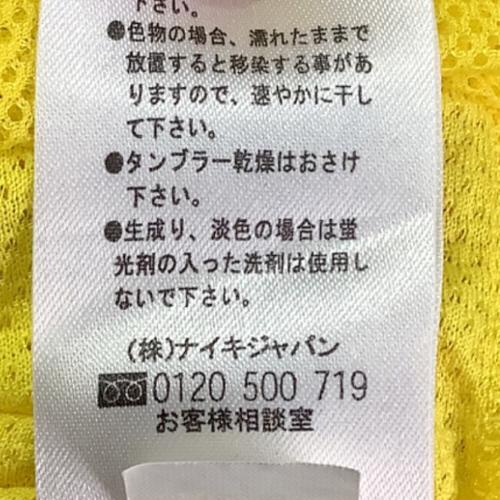 下さい。
●色物の場合、濡れたままで
放置すると移染する事があ
りますので、速やかに干し
て下さい。
●タンブラー乾燥はおさけ
下さい。
●生成り、淡色の場合は蛍
光剤の入った洗剤は使用し
ないで下さい。
(株)ナイキジャパン
0120 500 719
お客様相談室